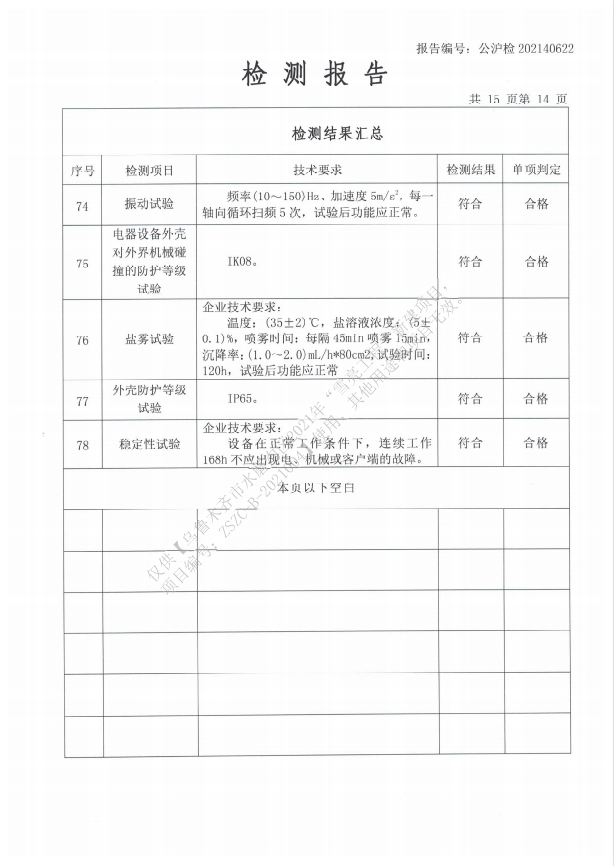 报告编号：公沪检 202140622
检 测 报 告
共 15 页第 14 页
检测结果汇总
序号 检测项目 技术要求 检测结果 单项判定
74 振动试验 频率(10～150)Hz、加速度 5m/s²，每一
轴向循环扫频 5 次，试验后功能应正常。 符合 合格
75 电器设备外壳
对外界机械碰
撞的防护等级
试验 IK08。 符合 合格
76 盐雾试验 企业技术要求：
温度：(35±2)℃，盐溶液浓度：(5±
0.1)%，喷雾时间：每隔 45min 喷雾 15min，
沉降率：(1.0～2.0)mL/h*80cm2,试验时间：
120h，试验后功能应正常 符合 合格
77 外壳防护等级
试验 IP65。 符合 合格
78 稳定性试验 企业技术要求：
设备在正常工作条件下，连续工作
168h 不应出现电、机械或客户端的故障。 符合 合格
本页以下空白
仅供【乌鲁木齐市水 2021年“雪亮工程” 新建项目，
项目编号：ZSZC 使用，其他用途 无效。